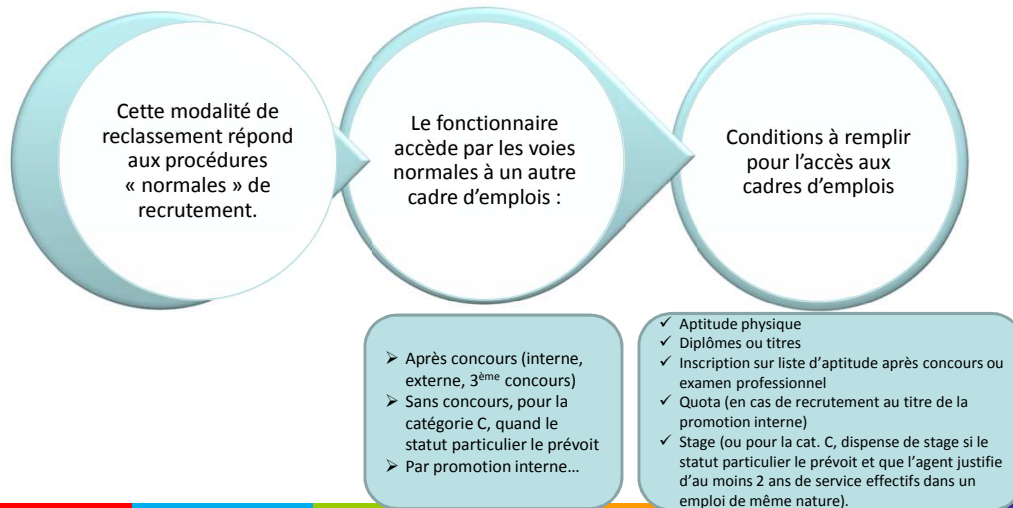 Cette modalité de
reclassement répond
aux procédures
« normales » de
recrutement.
Le fonctionnaire
accède par les voies
normales à un autre
cadre d’emplois :
Conditions à remplir
pour l’accès aux
cadres d’emplois
➢ Après concours (interne,
externe, 3ème concours)
➢ Sans concours, pour la
catégorie C, quand le
statut particulier le prévoit
➢ Par promotion interne…
✓ Aptitude physique
✓ Diplômes ou titres
✓ Inscription sur liste d’aptitude après concours ou
examen professionnel
✓ Quota (en cas de recrutement au titre de la
promotion interne)
✓ Stage (ou pour la cat. C, dispense de stage si le
statut particulier le prévoit et que l’agent justifie
d’au moins 2 ans de service effectifs dans un
emploi de même nature).